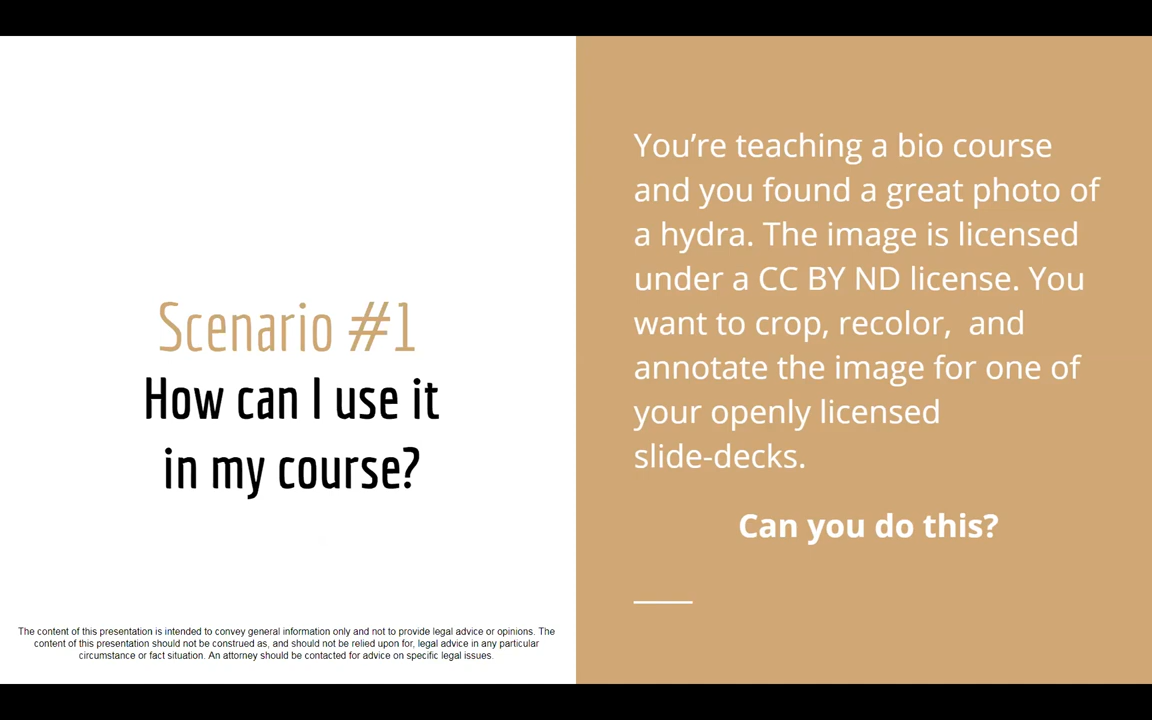 Scenario #1
How can I use it
in my course?
The content of this presentation is intended to convey general information only and not to provide legal advice or opinions. The
content of this presentation should not be construed as, and should not be relied upon for, legal advice in any particular
circumstance or fact situation. An attorney should be contacted for advice on specific legal issues.
You’re teaching a bio course
and you found a great photo of
a hydra. The image is licensed
under a CC BY ND license. You
want to crop, recolor,  and
annotate the image for one of
your openly licensed
slide-decks.
Can you do this?